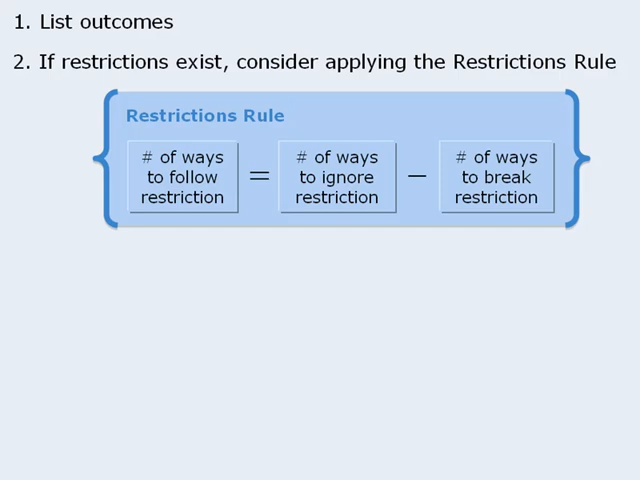 1. List outcomes
2. If restrictions exist, consider applying the Restrictions Rule
Restrictions Rule
# of ways to follow restriction = # of ways to ignore restriction − # of ways to break restriction